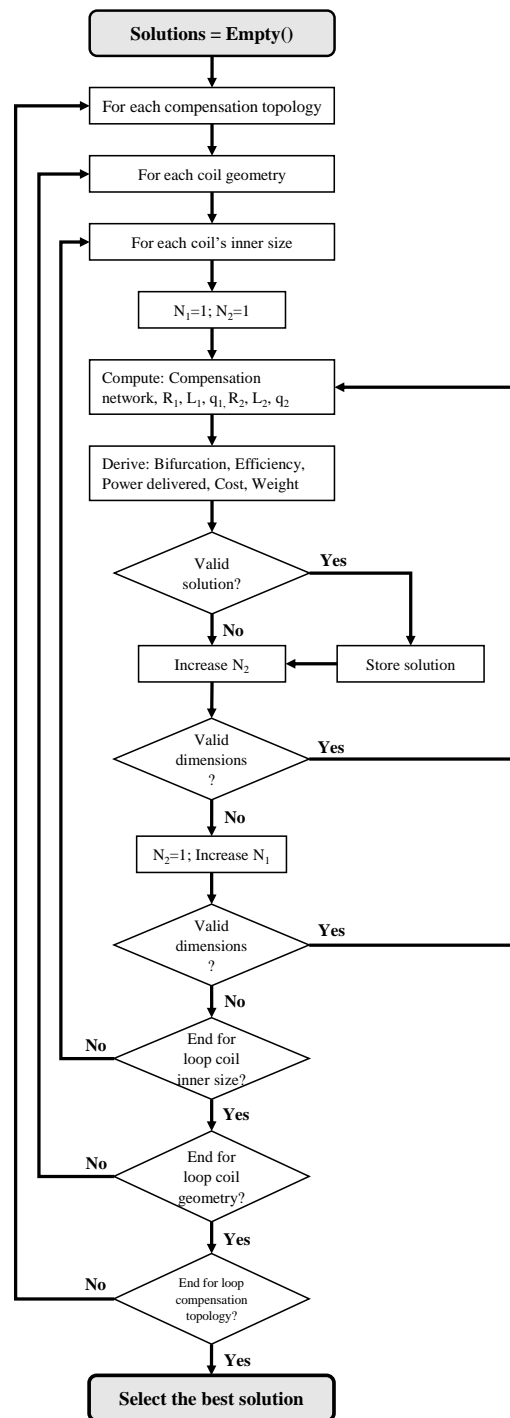 Solutions = Empty()
For each compensation topology
For each coil geometry
For each coil's inner size
N₁=1; N₂=1
Compute: Compensation
network, R₁, L₁, q₁, R₂, L₂, q₂
Derive: Bifurcation, Efficiency,
Power delivered, Cost, Weight
Valid
solution?
Yes
No
Increase N₂
Store solution
Valid
dimensions
?
Yes
No
N₂=1; Increase N₁
Valid
dimensions
?
Yes
No
End for
loop coil
inner size?
No
Yes
End for
loop coil
geometry?
No
Yes
End for loop
compensation
topology?
No
Yes
Select the best solution